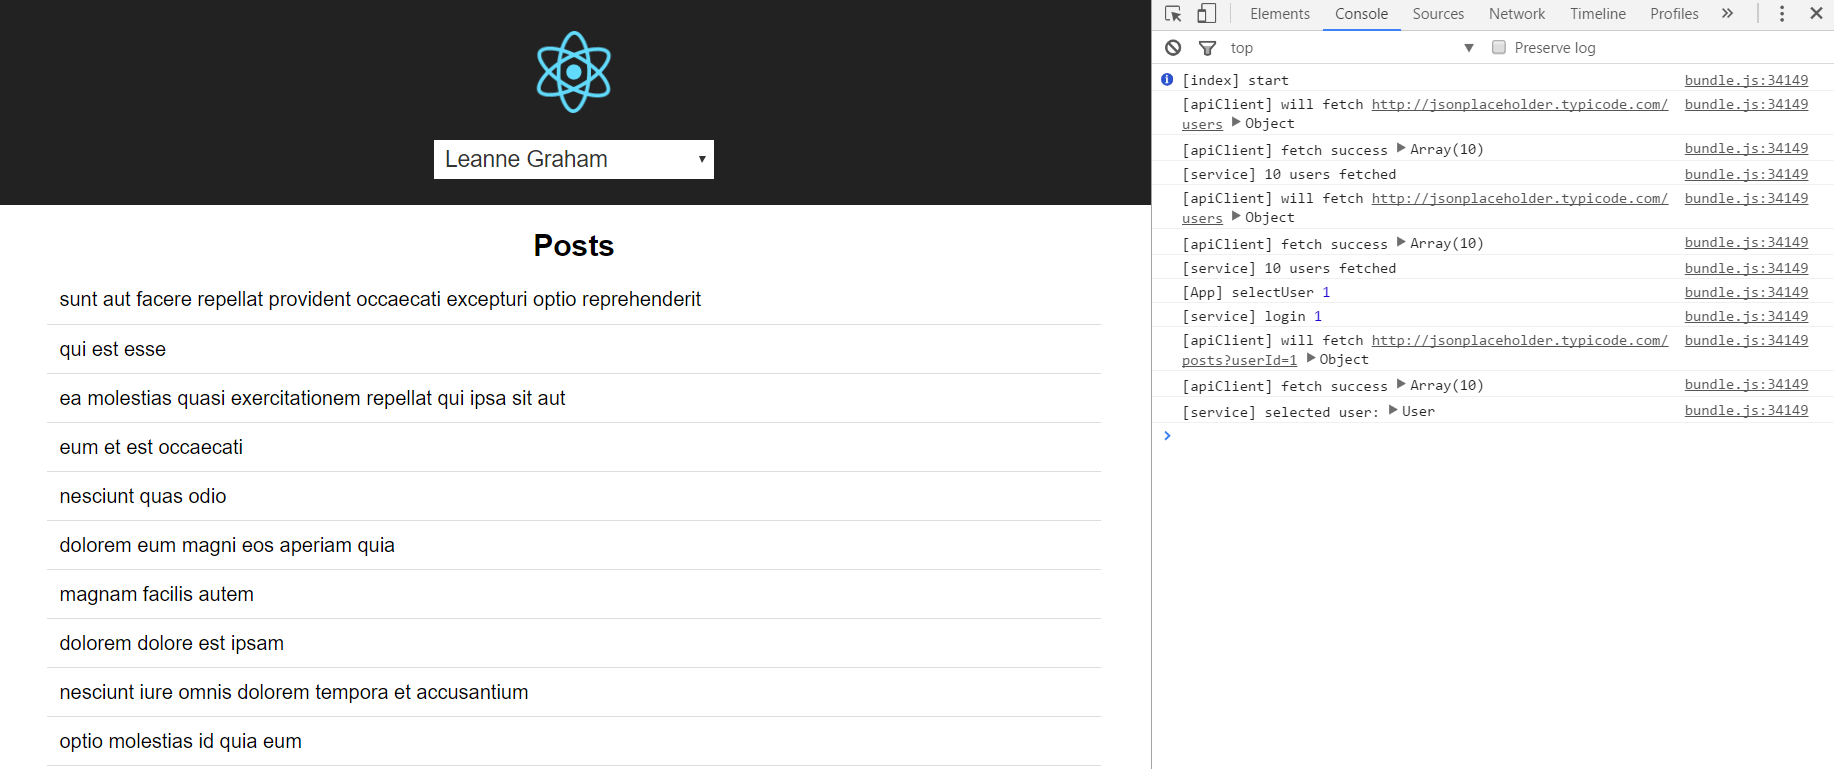 Leanne Graham
Posts
sunt aut facere repellat provident occaecati excepturi optio reprehenderit
qui est esse
ea molestias quasi exercitationem repellat qui ipsa sit aut
eum et est occaecati
nesciunt quas odio
dolorem eum magni eos aperiam quia
magnam facilis autem
dolorem dolore est ipsam
nesciunt iure omnis dolorem tempora et accusantium
optio molestias id quia eum
Elements Console Sources Network Timeline Profiles »
top Preserve log
[index] start bundle.js:34149
[apiClient] will fetch http://jsonplaceholder.typicode.com/ bundle.js:34149
users Object
[apiClient] fetch success Array(10) bundle.js:34149
[service] 10 users fetched bundle.js:34149
[apiClient] will fetch http://jsonplaceholder.typicode.com/ bundle.js:34149
users Object
[apiClient] fetch success Array(10) bundle.js:34149
[service] 10 users fetched bundle.js:34149
[App] selectUser 1 bundle.js:34149
[service] login 1 bundle.js:34149
[apiClient] will fetch http://jsonplaceholder.typicode.com/ bundle.js:34149
posts?userId=1 Object
[apiClient] fetch success Array(10) bundle.js:34149
[service] selected user: User bundle.js:34149